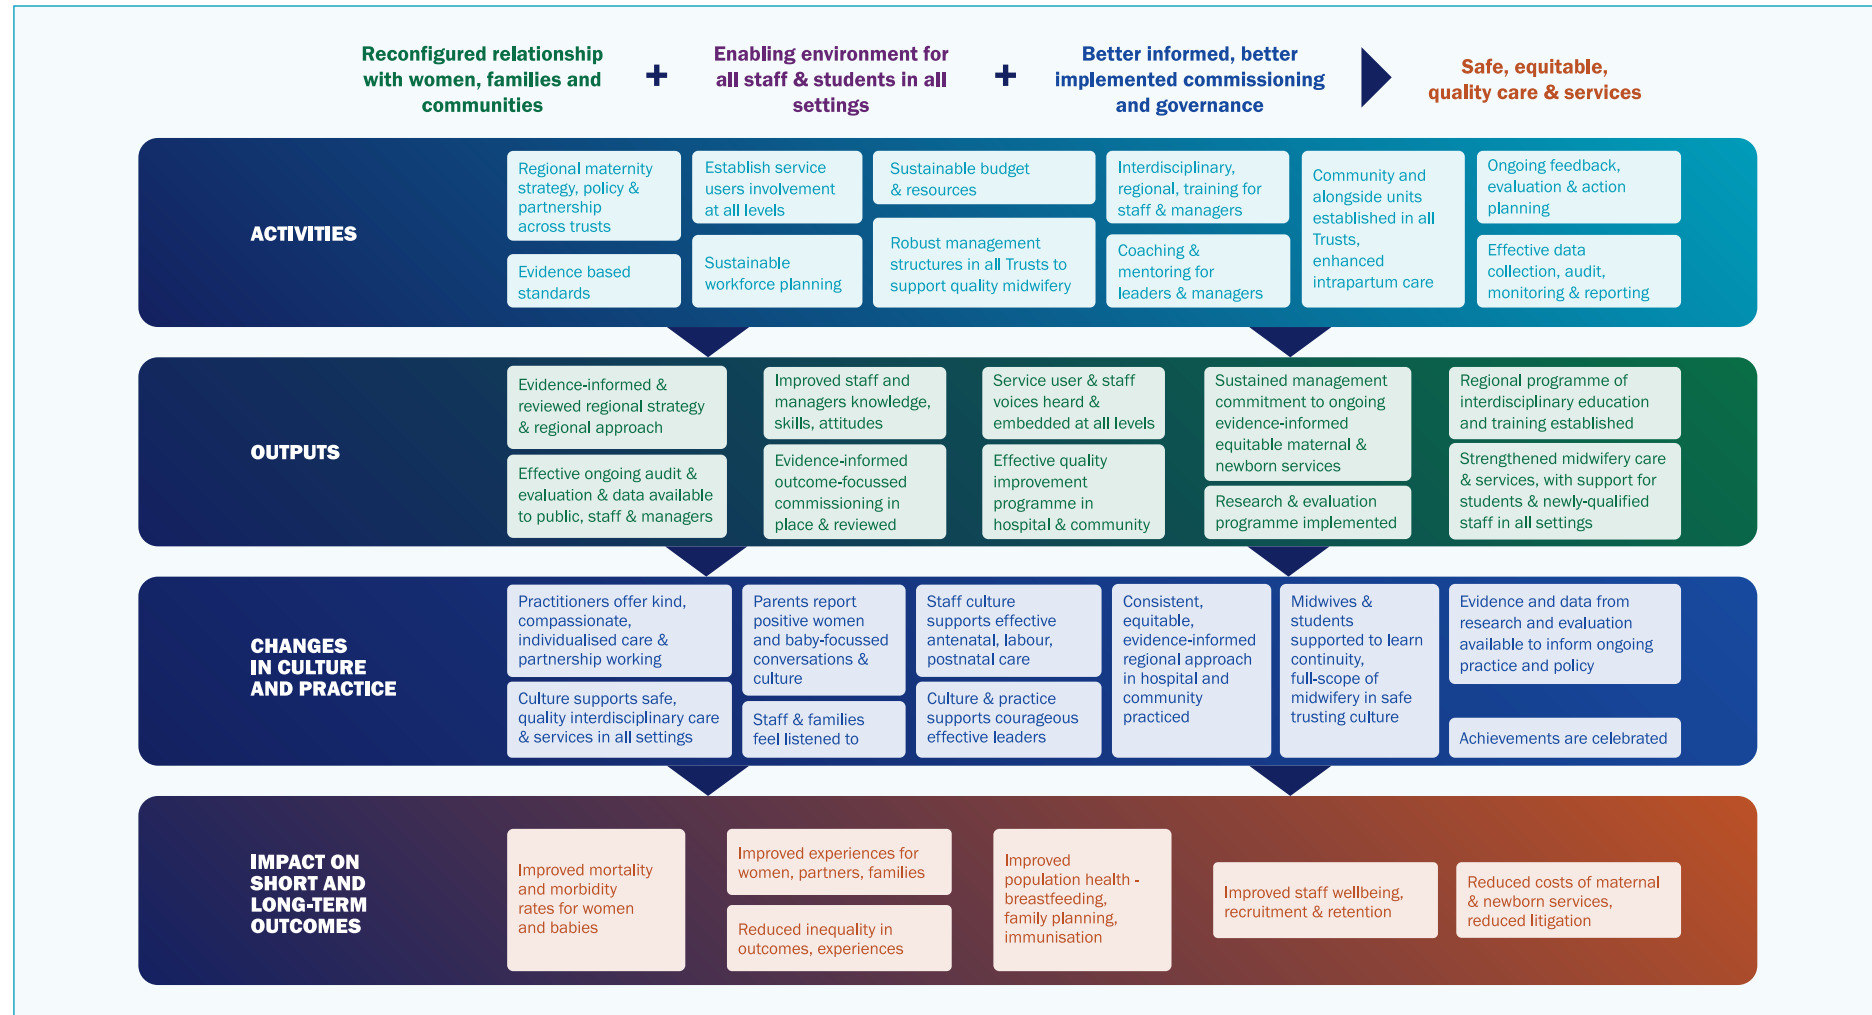 Reconfigured relationship
with women, families and
communities
+
Enabling environment for
all staff & students in all
settings
+
Better informed, better
implemented commissioning
and governance
Safe, equitable,
quality care & services
ACTIVITIES
Regional maternity
strategy, policy &
partnership
across trusts
Evidence based
standards
Establish service
users involvement
at all levels
Sustainable
workforce planning
Sustainable budget
& resources
Robust management
structures in all Trusts to
support quality midwifery
Interdisciplinary,
regional, training for
staff & managers
Coaching &
mentoring for
leaders & managers
Community and
alongside units
established in all
Trusts,
enhanced
intrapartum care
Ongoing feedback,
evaluation & action
planning
Effective data
collection, audit,
monitoring & reporting
OUTPUTS
Evidence-informed &
reviewed regional strategy
& regional approach
Effective ongoing audit &
evaluation & data available
to public, staff & managers
Improved staff and
managers knowledge,
skills, attitudes
Evidence-informed
outcome-focussed
commissioning in
place & reviewed
Service user & staff
voices heard &
embedded at all levels
Effective quality
improvement
programme in
hospital & community
Sustained management
commitment to ongoing
evidence-informed
equitable maternal &
newborn services
Research & evaluation
programme implemented
Regional programme of
interdisciplinary education
and training established
Strengthened midwifery care
& services, with support for
students & newly-qualified
staff in all settings
CHANGES
IN CULTURE
AND PRACTICE
Practitioners offer kind,
compassionate,
individualised care &
partnership working
Culture supports safe,
quality interdisciplinary care
& services in all settings
Parents report
positive women
and baby-focussed
conversations &
culture
Staff & families
feel listened to
Staff culture
supports effective
antenatal, labour,
postnatal care
Culture & practice
supports courageous
effective leaders
Consistent,
equitable,
evidence-informed
regional approach
in hospital and
community
practiced
Midwives &
students
supported to learn
continuity,
full-scope of
midwifery in safe
trusting culture
Evidence and data from
research and evaluation
available to inform ongoing
practice and policy
Achievements are celebrated
IMPACT ON
SHORT AND
LONG-TERM
OUTCOMES
Improved mortality
and morbidity
rates for women
and babies
Improved experiences for
women, partners, families
Reduced inequality in
outcomes, experiences
Improved
population health -
breastfeeding,
family planning,
immunisation
Improved staff wellbeing,
recruitment & retention
Reduced costs of maternal
& newborn services,
reduced litigation